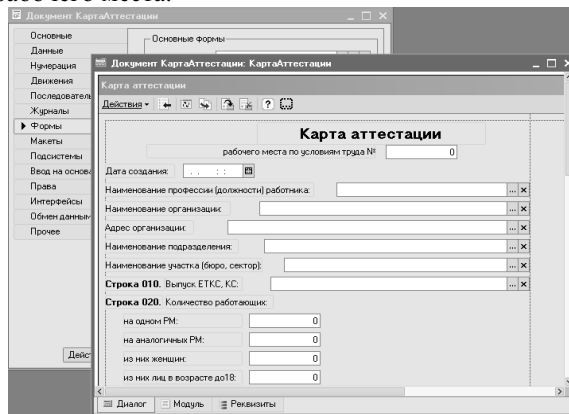 рабочего места.
Документ КартаАттестации
Основные
Данные
Нумерация
Движения
Последователь
Журналы
Формы
Макеты
Подсистемы
Ввод на основа
Права
Интерфейсы
Обмен данным
Прочее
Основные формы
Дейс
Документ КартаАттестации: КартаАттестации
Карта аттестации
Действия
Карта аттестации
рабочего места по условиям труда № 0
Дата создания: . . : :
Наименование профессии (должности) работника:
Наименование организации:
Адрес организации:
Наименование подразделения:
Наименование участка (бюро, сектор):
Строка 010. Выпуск ЕТКС, КС:
Строка 020. Количество работающих:
на одном РМ: 0
на аналогичных РМ: 0
из них женщин: 0
из них лиц в возрасте до18: 0
Диалог Модуль Реквизиты